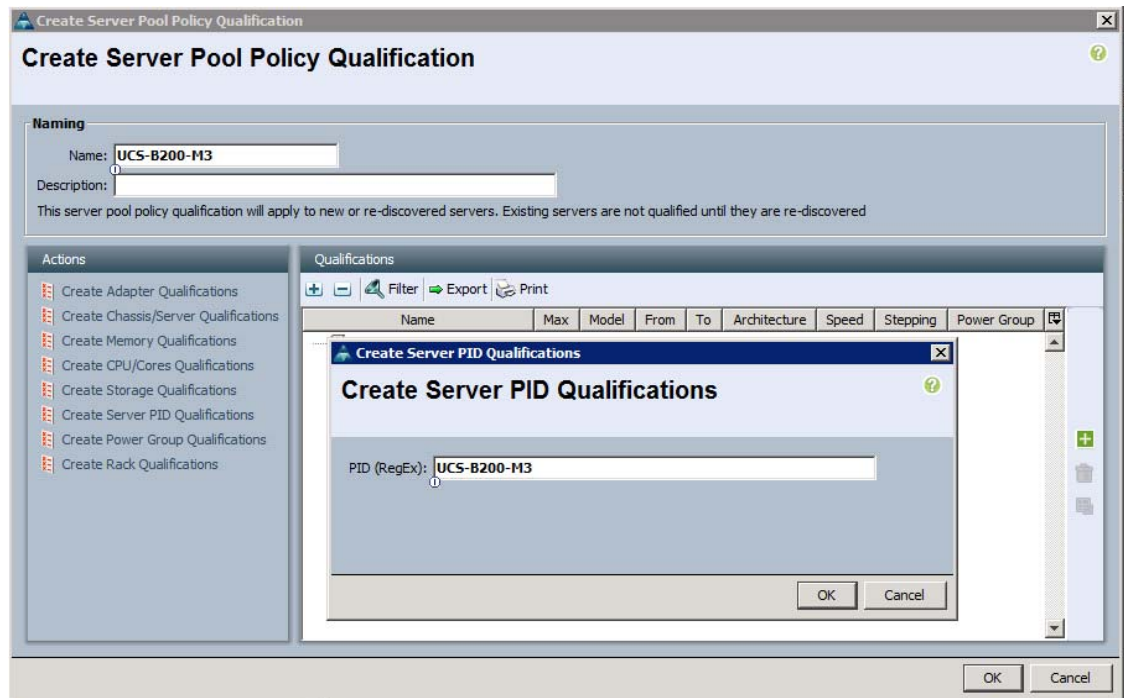 Create Server Pool Policy Qualification
Create Server Pool Policy Qualification
Naming
Name: UCS-B200-M3
Description:
This server pool policy qualification will apply to new or re-discovered servers. Existing servers are not qualified until they are re-discovered
Actions
Create Adapter Qualifications
Create Chassis/Server Qualifications
Create Memory Qualifications
Create CPU/Cores Qualifications
Create Storage Qualifications
Create Server PID Qualifications
Create Power Group Qualifications
Create Rack Qualifications
Qualifications
Filter Export Print
Name Max Model From To Architecture Speed Stepping Power Group
Create Server PID Qualifications
Create Server PID Qualifications
PID (RegEx): UCS-B200-M3
OK Cancel
OK Cancel